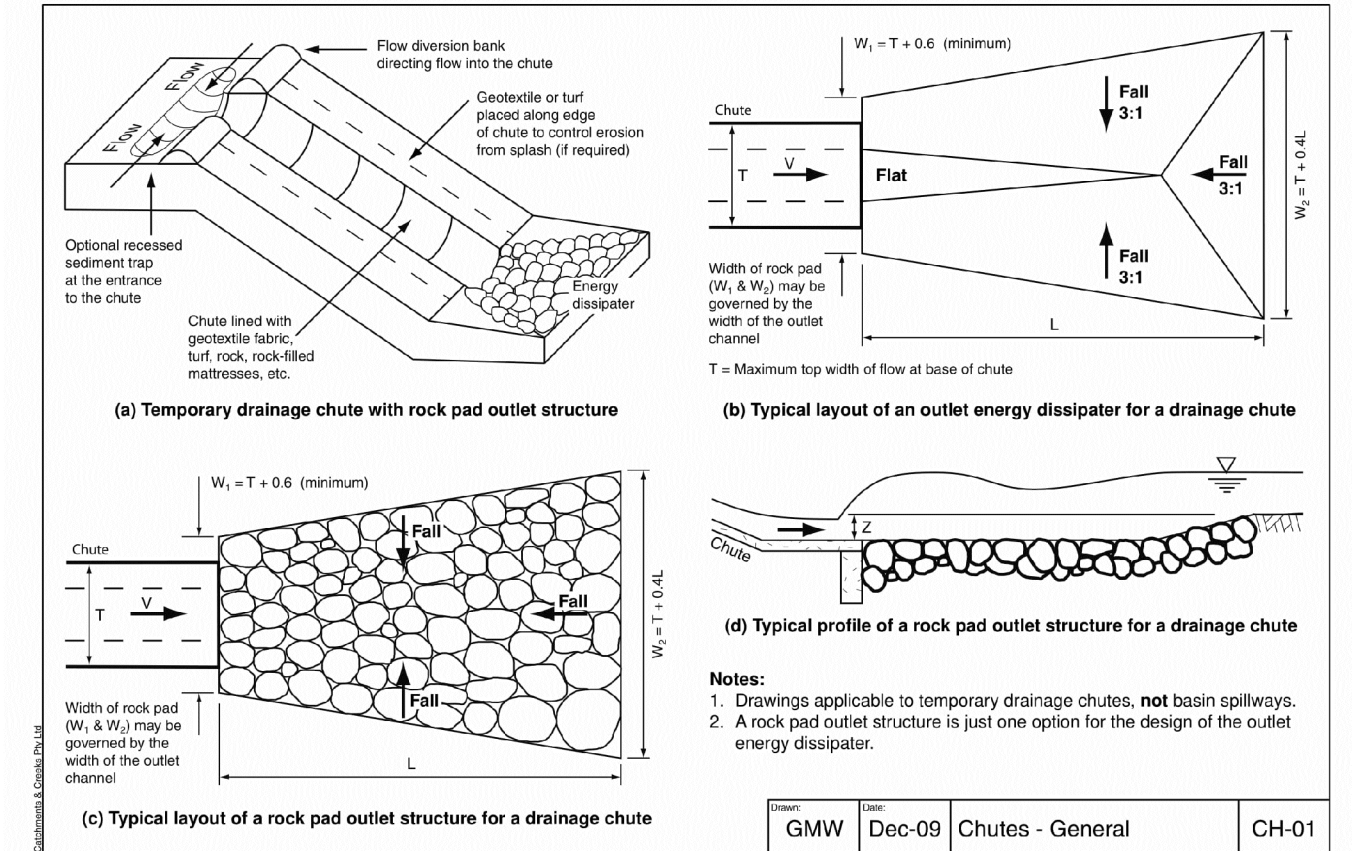 Flow diversion bank
directing flow into the chute
Flow
Flow
Geotextile or turf
placed along edge
of chute to control erosion
from splash (if required)
Optional recessed
sediment trap
at the entrance
to the chute
Energy
dissipater
Chute lined with
geotextile fabric,
turf, rock, rock-filled
mattresses, etc.
(a) Temporary drainage chute with rock pad outlet structure
W₁ = T + 0.6 (minimum)
Chute
T
V
Flat
Fall
3:1
Fall
3:1
Fall
3:1
W₂ = T + 0.4L
Width of rock pad
(W₁ & W₂) may be
governed by the
width of the outlet
channel
L
T = Maximum top width of flow at base of chute
(b) Typical layout of an outlet energy dissipater for a drainage chute
W₁ = T + 0.6 (minimum)
Chute
T
V
Fall
Fall
Fall
W₂ = T + 0.4L
Width of rock pad
(W₁ & W₂) may be
governed by the
width of the outlet
channel
L
(c) Typical layout of a rock pad outlet structure for a drainage chute
Chute
Z
(d) Typical profile of a rock pad outlet structure for a drainage chute
Notes:
1. Drawings applicable to temporary drainage chutes, not basin spillways.
2. A rock pad outlet structure is just one option for the design of the outlet
energy dissipater.
Catchments & Creeks Pty Ltd
Drawn:
GMW
Date:
Dec-09
Chutes - General
CH-01